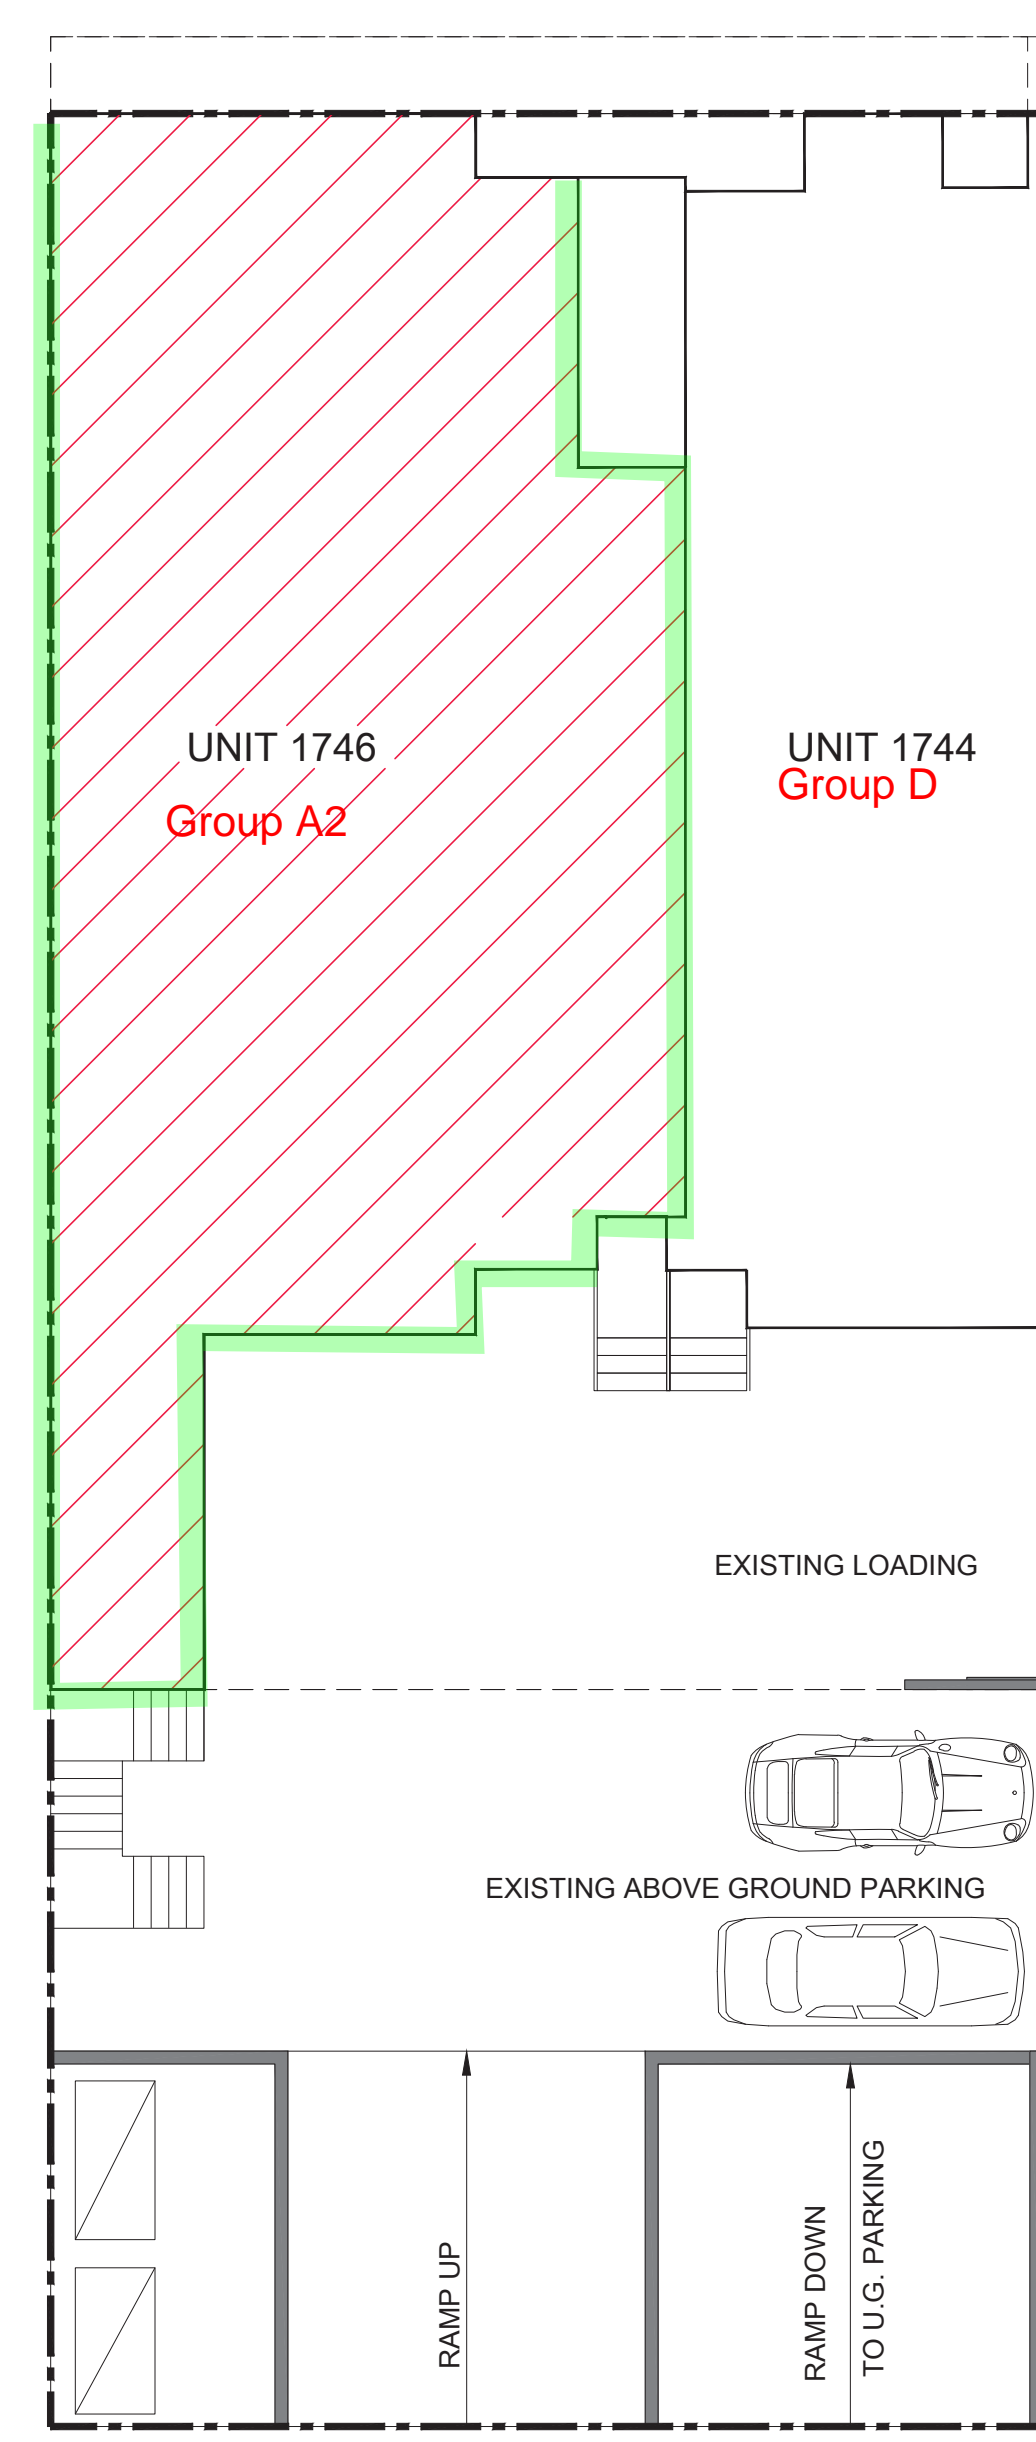 UNIT 1746
Group A2
UNIT 1744
Group D
EXISTING LOADING
EXISTING ABOVE GROUND PARKING
RAMP UP
RAMP DOWN
TO U.G. PARKING